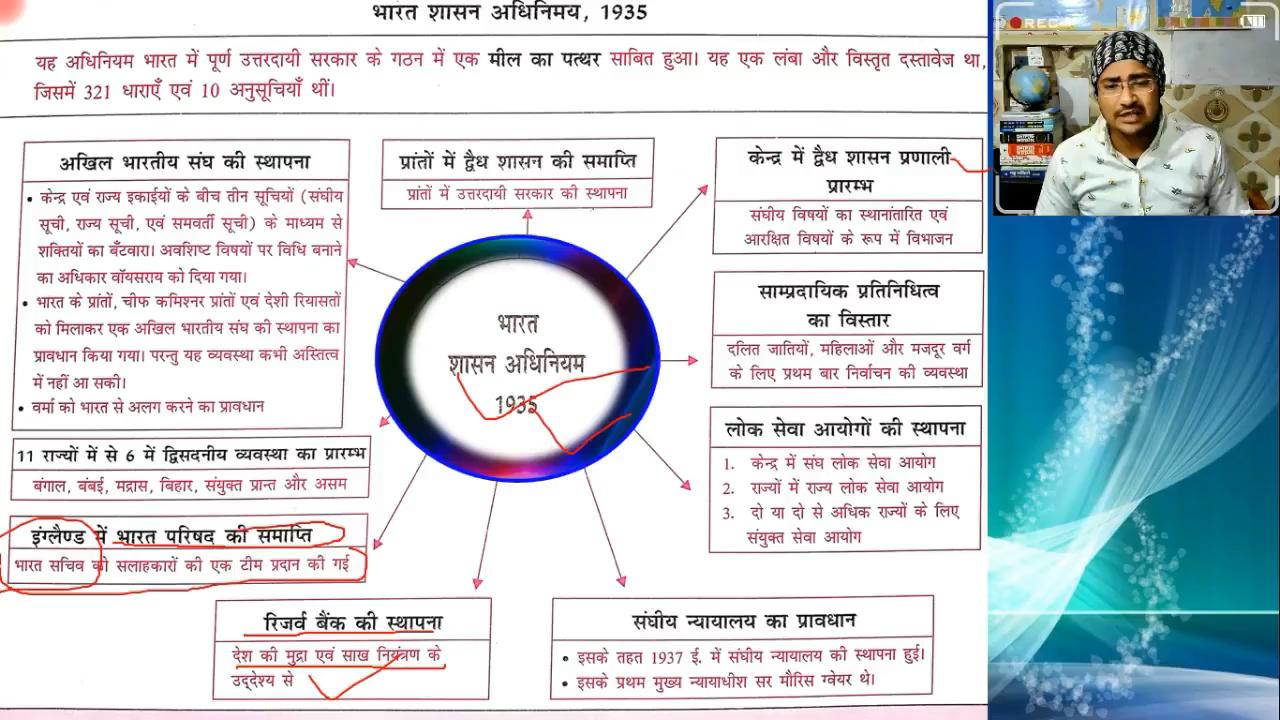 भारत शासन अधिनिमय, 1935
यह अधिनियम भारत में पूर्ण उत्तरदायी सरकार के गठन में एक मील का पत्थर साबित हुआ। यह एक लंबा और विस्तृत दस्तावेज था,
जिसमें 321 धाराएँ एवं 10 अनुसूचियाँ थीं।
अखिल भारतीय संघ की स्थापना
• केन्द्र एवं राज्य इकाईयों के बीच तीन सूचियों (संघीय
सूची, राज्य सूची, एवं समवर्ती सूची) के माध्यम से
शक्तियों का बँटवारा। अवशिष्ट विषयों पर विधि बनाने
का अधिकार वॉयसराय को दिया गया।
• भारत के प्रांतों, चीफ कमिश्नर प्रांतों एवं देशी रियासतों
को मिलाकर एक अखिल भारतीय संघ की स्थापना का
प्रावधान किया गया। परन्तु यह व्यवस्था कभी अस्तित्व
में नहीं आ सकी।
• वर्मा को भारत से अलग करने का प्रावधान
11 राज्यों में से 6 में द्विसदनीय व्यवस्था का प्रारम्भ
बंगाल, बंबई, मद्रास, बिहार, संयुक्त प्रान्त और असम
इंग्लैण्ड में भारत परिषद की समाप्ति
भारत सचिव को सलाहकारों की एक टीम प्रदान की गई
प्रांतों में द्वैध शासन की समाप्ति
प्रांतों में उत्तरदायी सरकार की स्थापना
भारत
शासन अधिनियम
1935
केन्द्र में द्वैध शासन प्रणाली
प्रारम्भ
संघीय विषयों का स्थानांतारित एवं
आरक्षित विषयों के रूप में विभाजन
साम्प्रदायिक प्रतिनिधित्व
का विस्तार
दलित जातियों, महिलाओं और मजदूर वर्ग
के लिए प्रथम बार निर्वाचन की व्यवस्था
लोक सेवा आयोगों की स्थापना
1. केन्द्र में संघ लोक सेवा आयोग
2. राज्यों में राज्य लोक सेवा आयोग
3. दो या दो से अधिक राज्यों के लिए
संयुक्त सेवा आयोग
रिजर्व बैंक की स्थापना
देश की मुद्रा एवं साख नियंत्रण के
उद्देश्य से
संघीय न्यायालय का प्रावधान
• इसके तहत 1937 ई. में संघीय न्यायालय की स्थापना हुई।
• इसके प्रथम मुख्य न्यायाधीश सर मौरिस ग्वेयर थे।
REC